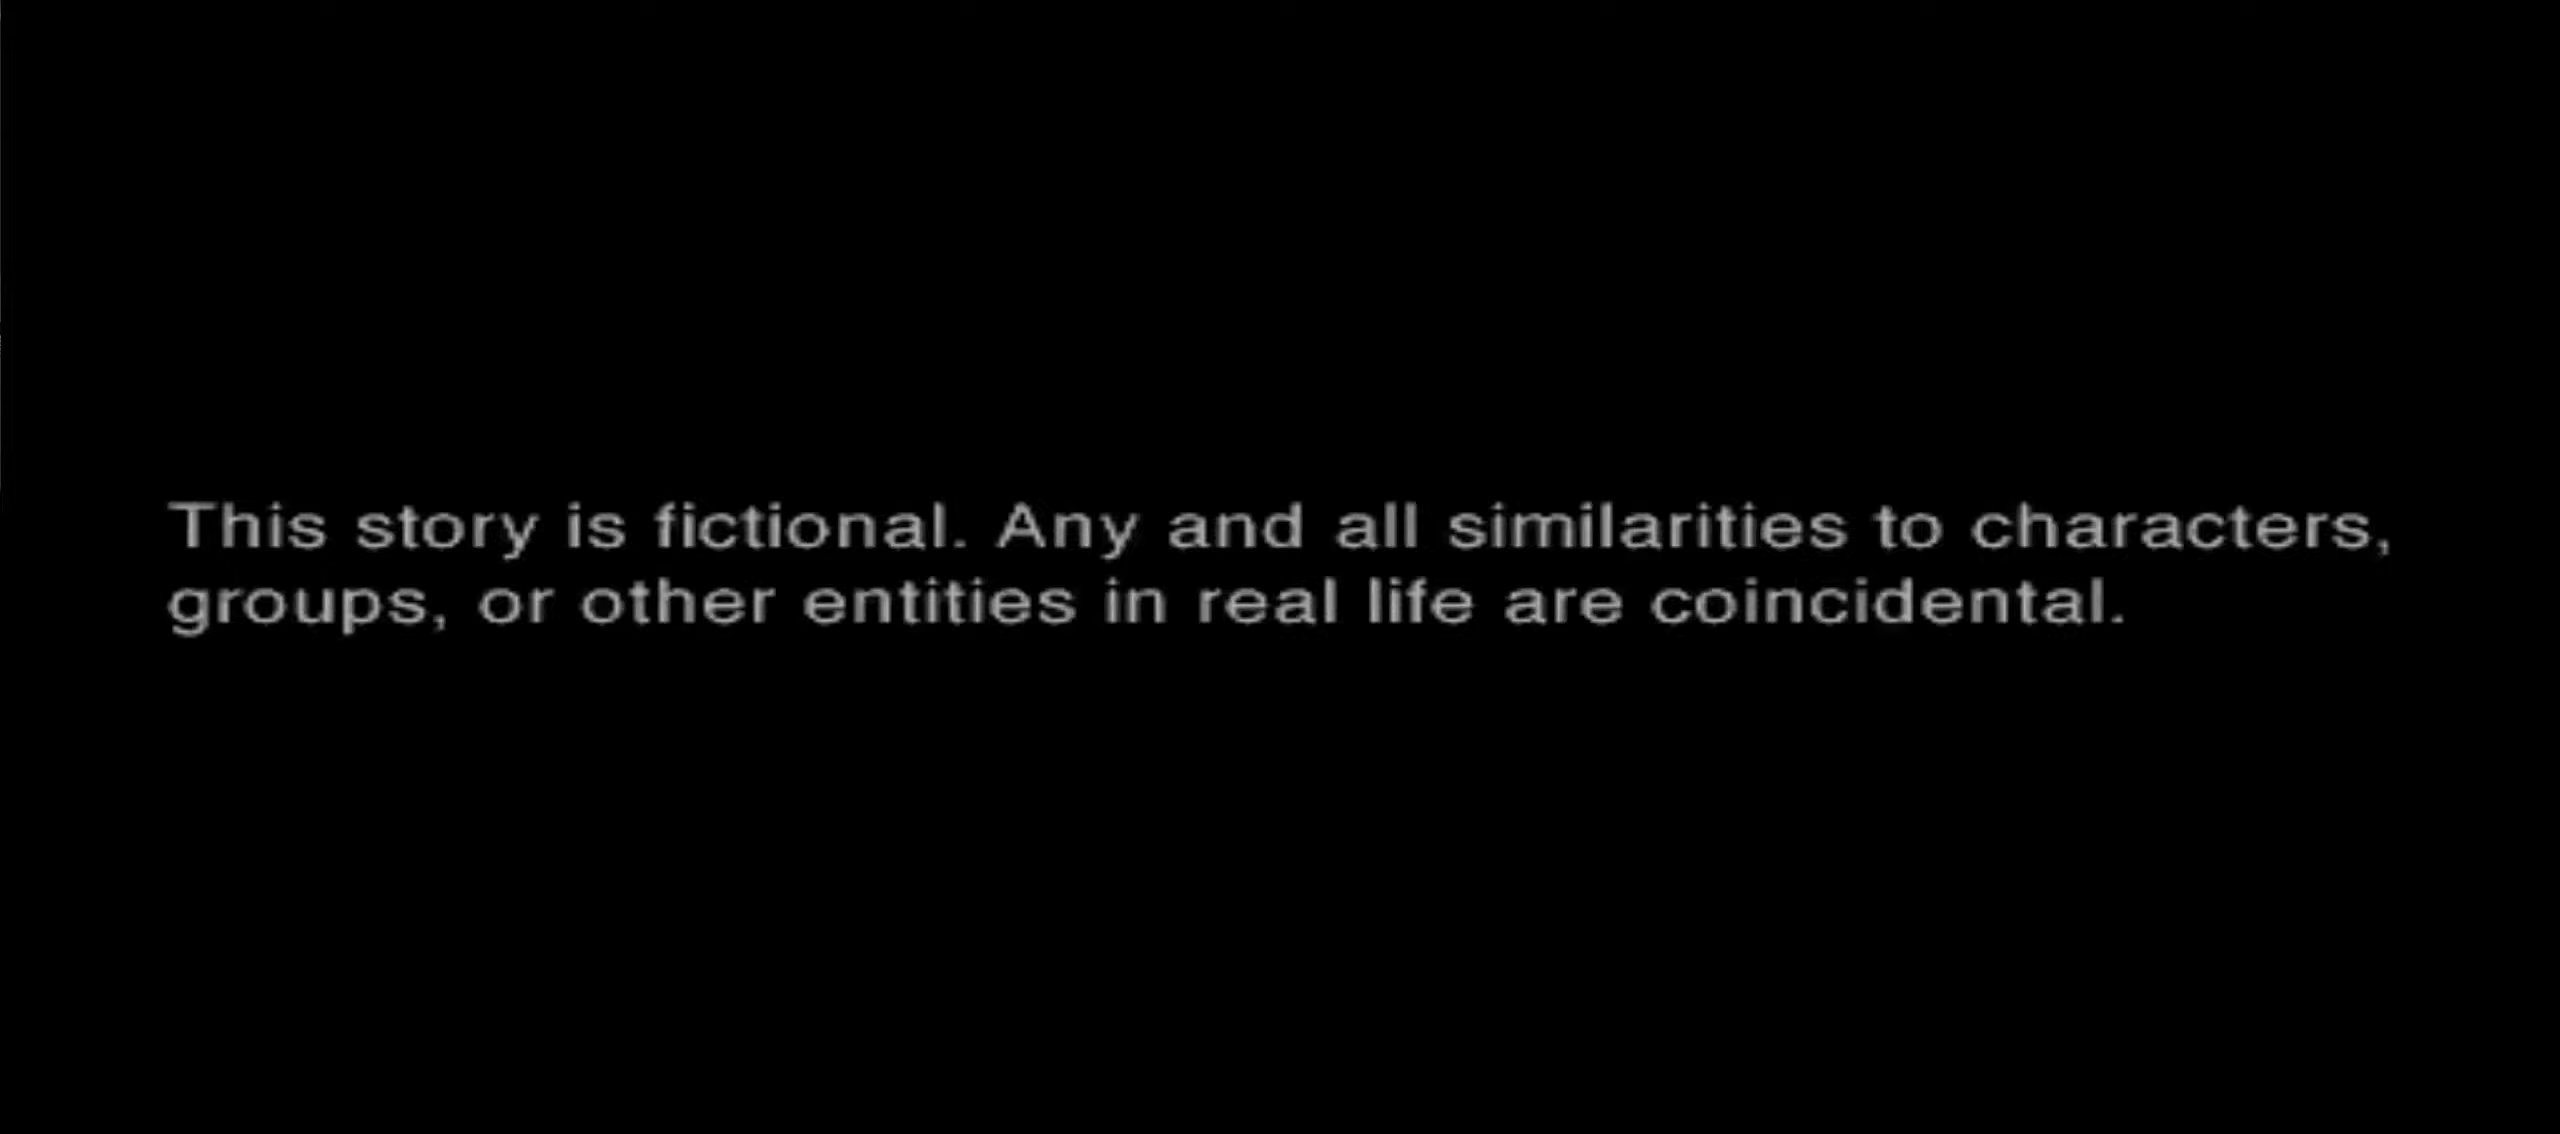 This story is fictional. Any and all similarities to characters,
groups, or other entities in real life are coincidental.